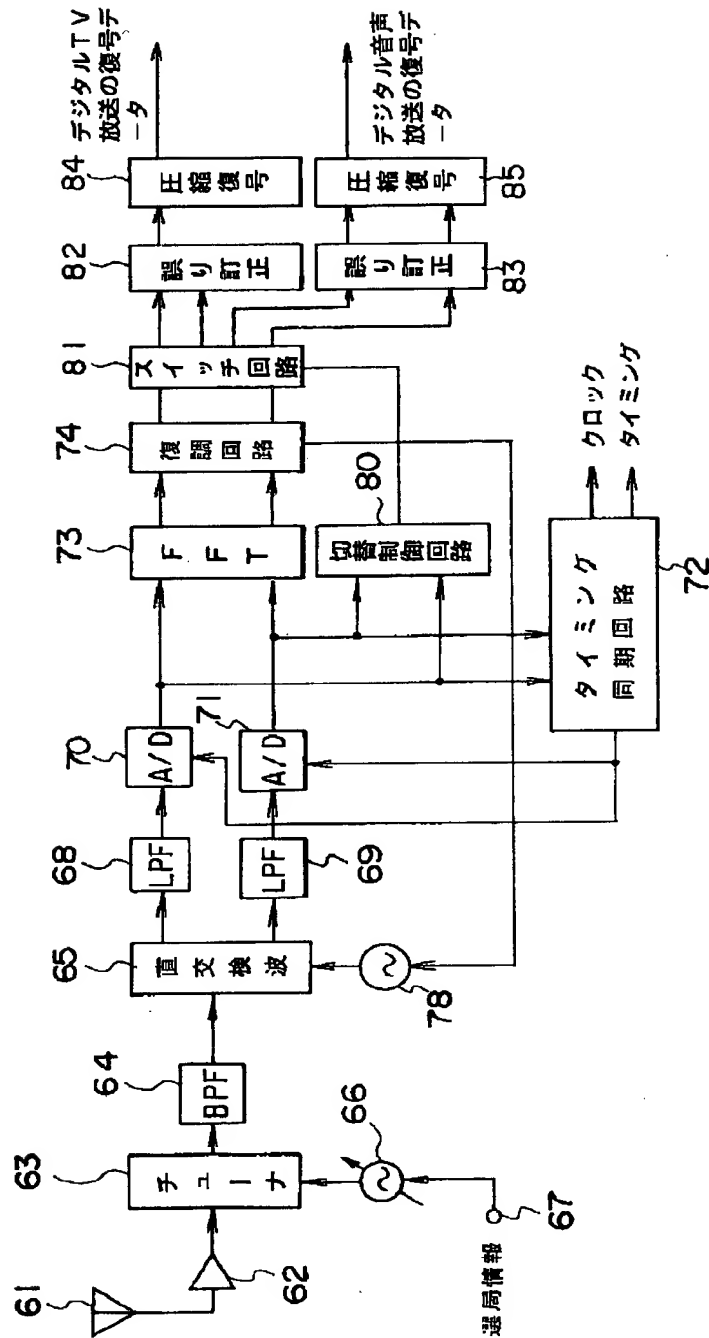 61
62
63
チューナ
64
BPF
65
直交検波
66
67
選局情報
68
LPF
69
LPF
70
A/D
71
A/D
72
タイミング
同期回路
クロック
タイミング
73
FFT
74
復調回路
78
80
切替制御回路
81
スイッチ回路
82
誤り訂正
83
誤り訂正
84
圧縮復号
85
圧縮復号
デジタルTV
放送の復号デ
ータ
デジタル音声
放送の復号デ
ータ